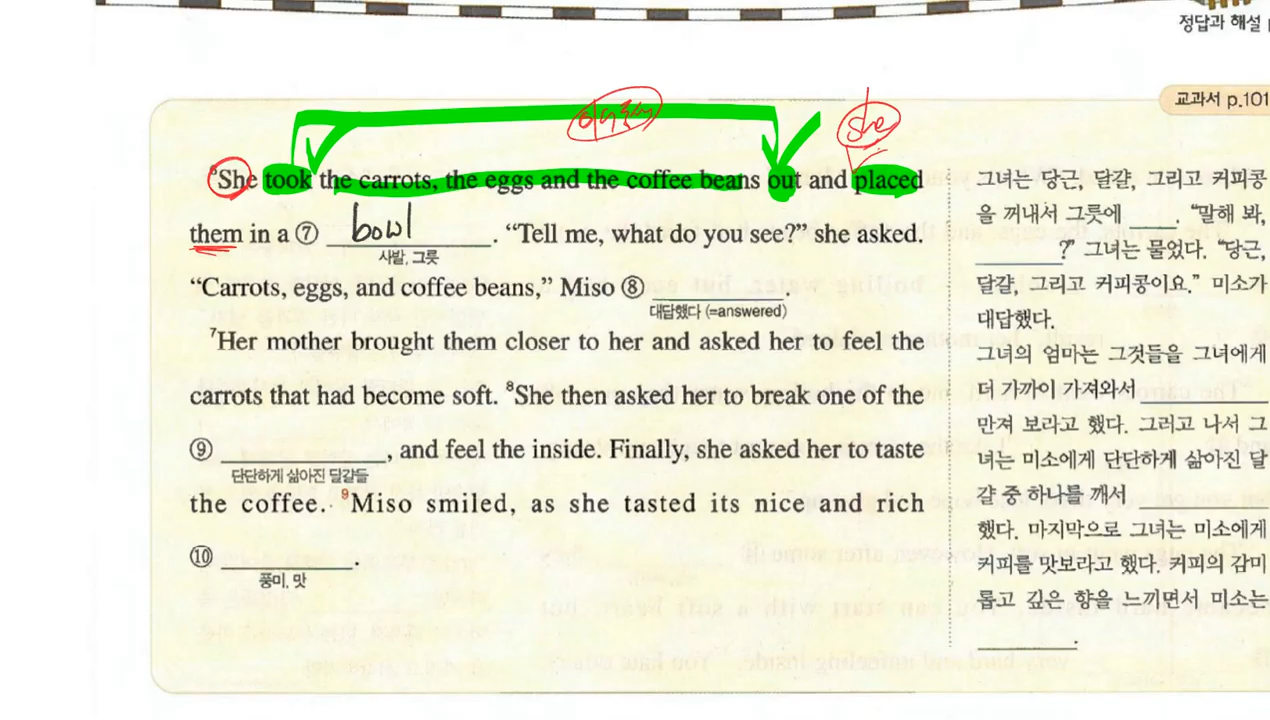 정답과 해설
교과서 p.101
이어동사
she
⁶She took the carrots, the eggs and the coffee beans out and placed
them in a ⑦ bowl. “Tell me, what do you see?” she asked.
사발, 그릇
“Carrots, eggs, and coffee beans,” Miso ⑧ ____________.
대답했다 (=answered)
⁷Her mother brought them closer to her and asked her to feel the
carrots that had become soft. ⁸She then asked her to break one of the
⑨ ____________, and feel the inside. Finally, she asked her to taste
단단하게 삶아진 달걀들
the coffee. ⁹Miso smiled, as she tasted its nice and rich
⑩ ____________.
풍미, 맛
그녀는 당근, 달걀, 그리고 커피콩
을 꺼내서 그릇에 . “말해 봐,
____________?” 그녀는 물었다. “당근,
달걀, 그리고 커피콩이요.” 미소가
대답했다.
그녀의 엄마는 그것들을 그녀에게
더 가까이 가져와서 ____________
만져 보라고 했다. 그러고 나서 그
녀는 미소에게 단단하게 삶아진 달
걀 중 하나를 깨서 ____________
했다. 마지막으로 그녀는 미소에게
커피를 맛보라고 했다. 커피의 감미
롭고 깊은 향을 느끼면서 미소는
____________.